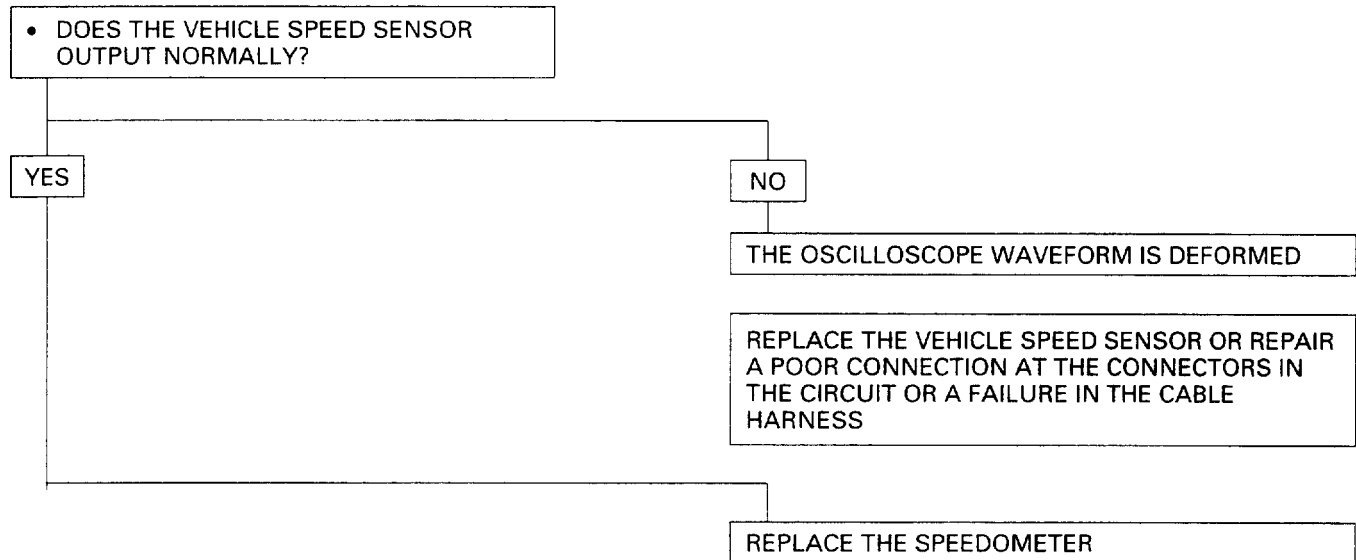 • DOES THE VEHICLE SPEED SENSOR
OUTPUT NORMALLY?
YES
NO
THE OSCILLOSCOPE WAVEFORM IS DEFORMED
REPLACE THE VEHICLE SPEED SENSOR OR REPAIR
A POOR CONNECTION AT THE CONNECTORS IN
THE CIRCUIT OR A FAILURE IN THE CABLE
HARNESS
REPLACE THE SPEEDOMETER